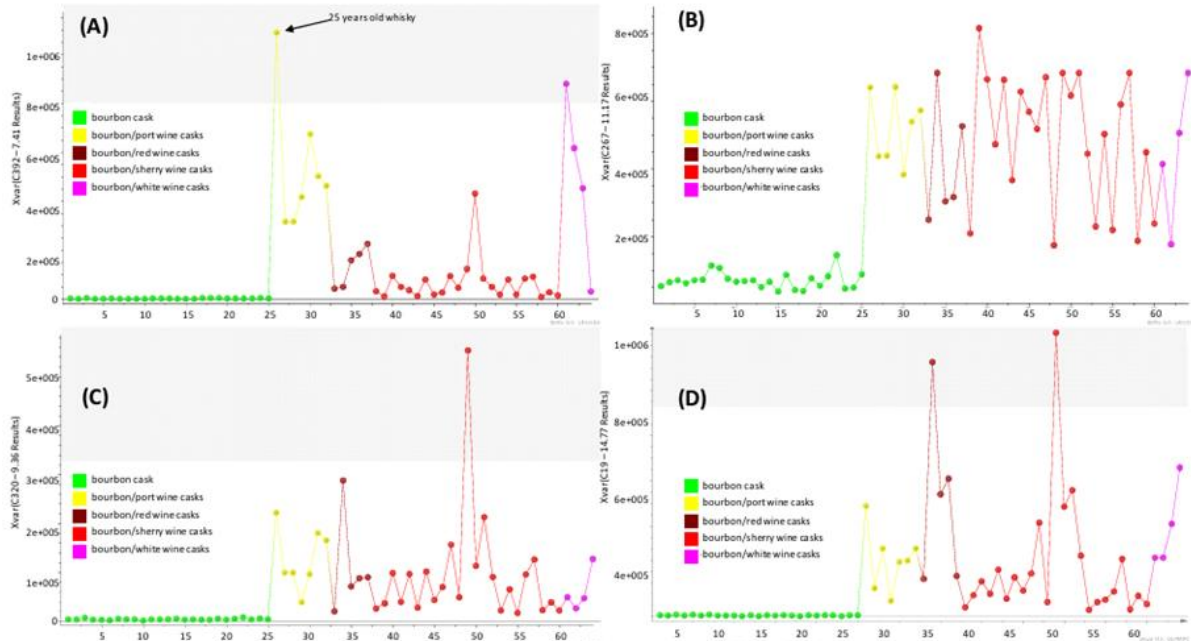 (A)
25 years old whisky
Xvar(C392-7.41 Results)
1e+006
8e+005
6e+005
4e+005
2e+005
0
bourbon cask
bourbon/port wine casks
bourbon/red wine casks
bourbon/sherry wine casks
bourbon/white wine casks
5 10 15 20 25 30 35 40 45 50 55 60
(B)
Xvar(C267-11.17 Results)
8e+005
6e+005
4e+005
2e+005
bourbon cask
bourbon/port wine casks
bourbon/red wine casks
bourbon/sherry wine casks
bourbon/white wine casks
5 10 15 20 25 30 35 40 45 50 55 60
(C)
Xvar(C320-9.36 Results)
5e+005
4e+005
3e+005
2e+005
1e+005
0
bourbon cask
bourbon/port wine casks
bourbon/red wine casks
bourbon/sherry wine casks
bourbon/white wine casks
5 10 15 20 25 30 35 40 45 50 55 60
(D)
Xvar(C19-14.77 Results)
1e+006
8e+005
6e+005
4e+005
bourbon cask
bourbon/port wine casks
bourbon/red wine casks
bourbon/sherry wine casks
bourbon/white wine casks
5 10 15 20 25 30 35 40 45 50 55 60